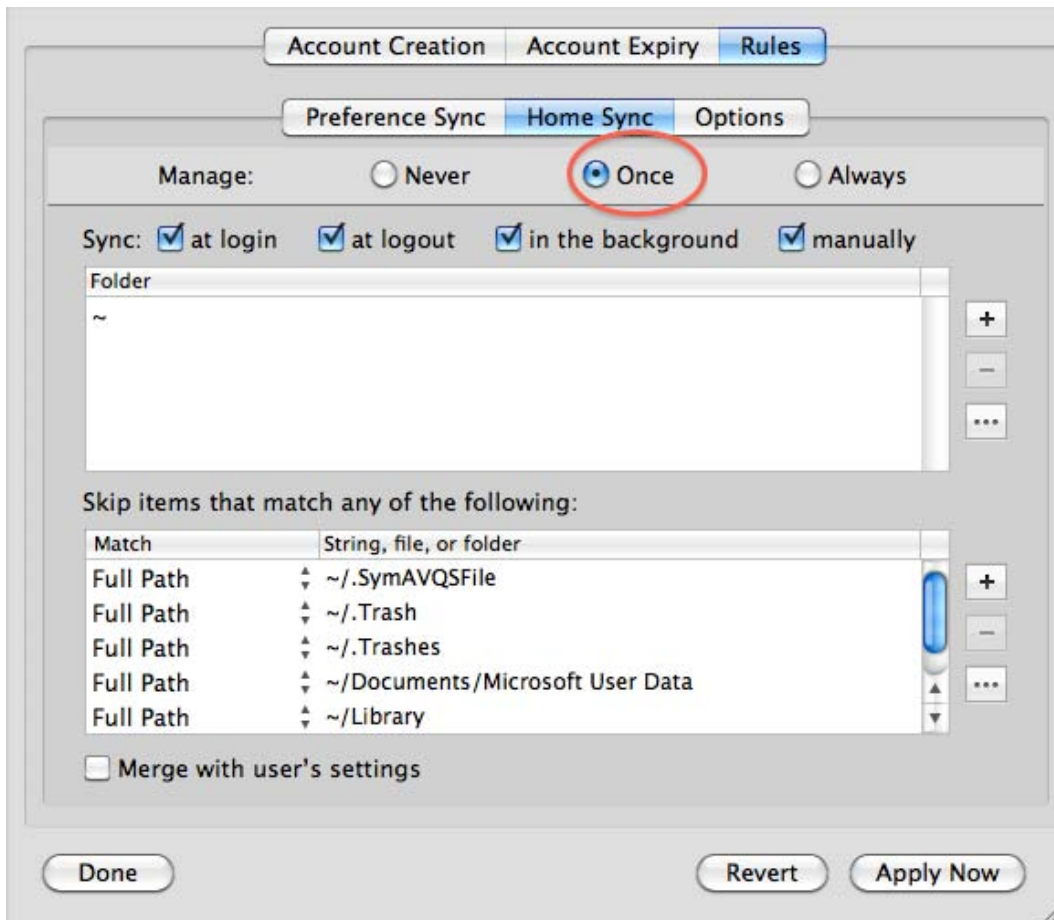 Account Creation Account Expiry Rules
Preference Sync Home Sync Options
Manage: Never Once Always
Sync: at login at logout in the background manually
Folder
~
Skip items that match any of the following:
Match String, file, or folder
Full Path ~/.SymAVQSFile
Full Path ~/.Trash
Full Path ~/.Trashes
Full Path ~/Documents/Microsoft User Data
Full Path ~/Library
Merge with user's settings
Done Revert Apply Now